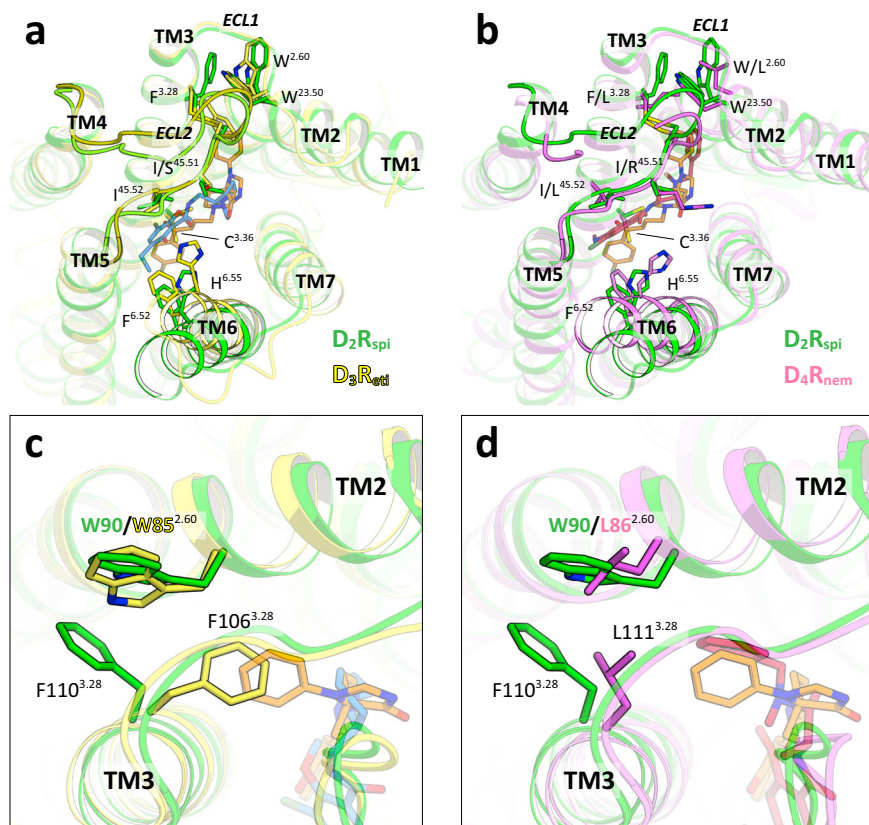 a
ECL1
TM3
W2.60
F3.28
W23.50
TM4
ECL2
TM2
I/S45.51
TM1
I45.52
C3.36
TM5
H6.55
TM7
F6.52
TM6
D2Rspi
D3Reti
b
ECL1
TM3
W/L2.60
F/L3.28
W23.50
TM4
ECL2
TM2
I/R45.51
TM1
I/L45.52
C3.36
TM5
H6.55
TM7
F6.52
TM6
D2Rspi
D4Rnem
c
TM2
W90/W852.60
F1063.28
F1103.28
TM3
d
TM2
W90/L862.60
L1113.28
F1103.28
TM3